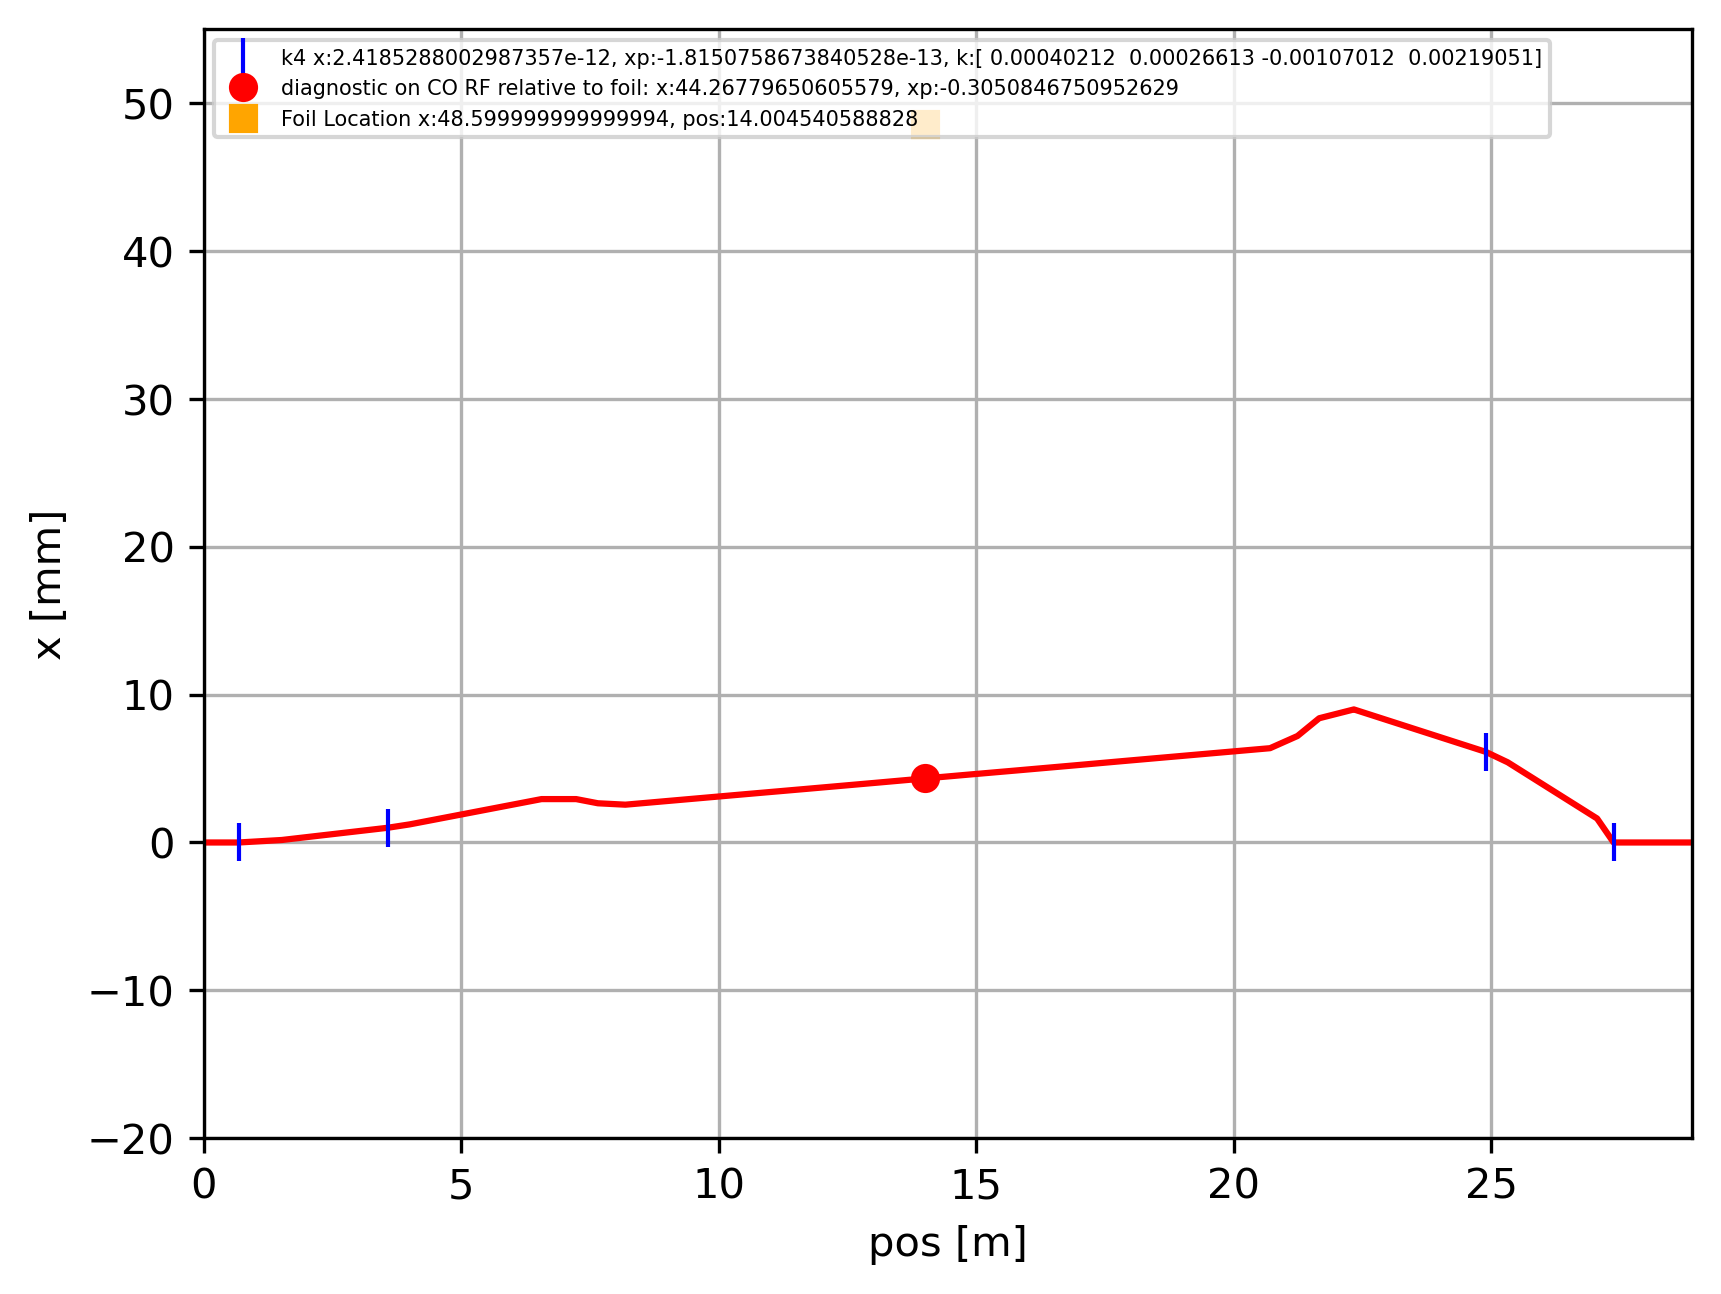 k4 x:2.4185288002987357e-12, xp:-1.8150758673840528e-13, k:[ 0.00040212  0.00026613 -0.00107012  0.00219051]
diagnostic on CO RF relative to foil: x:44.26779650605579, xp:-0.3050846750952629
Foil Location x:48.599999999999994, pos:14.004540588828
50
40
30
20
10
0
−10
−20
x [mm]
0 5 10 15 20 25
pos [m]